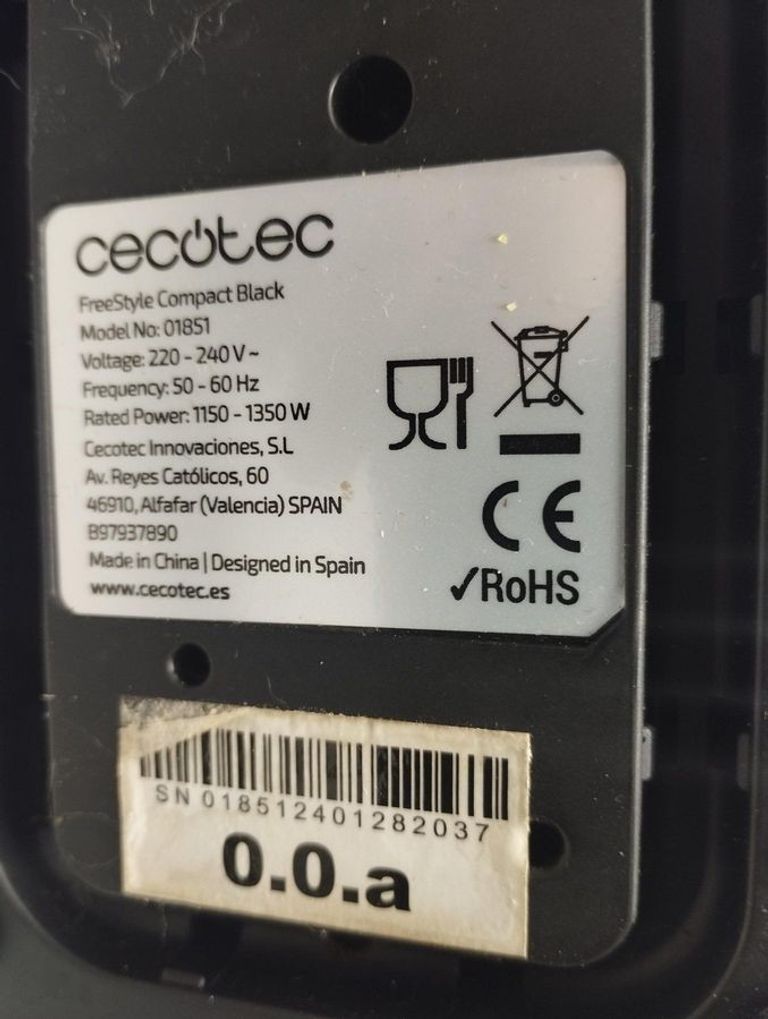 cecotec
FreeStyle Compact Black
Model No: 01851
Voltage: 220 - 240 V ~
Frequency: 50 - 60 Hz
Rated Power: 1150 - 1350 W
Cecotec Innovaciones, S.L
Av. Reyes Católicos, 60
46910, Alfafar (Valencia) SPAIN
B97937890
Made in China | Designed in Spain
www.cecotec.es
CE
✓RoHS
SN 018512401282037
0.0.a